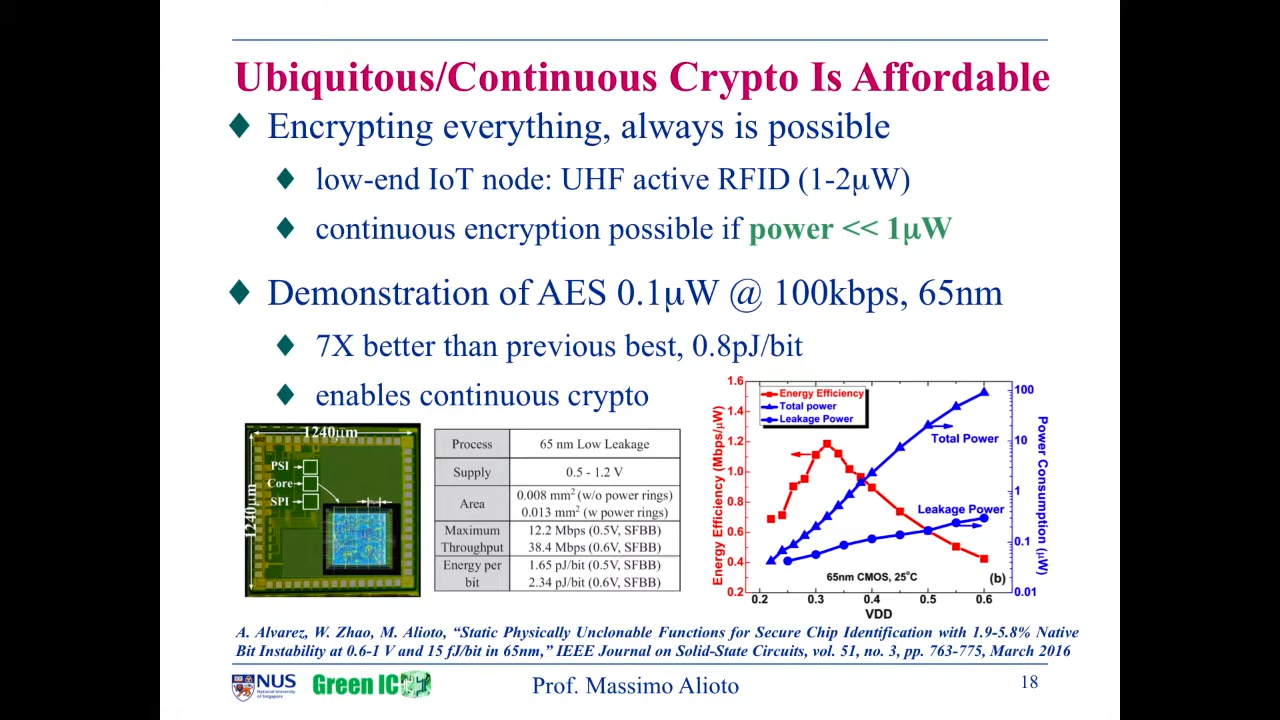 Ubiquitous/Continuous Crypto Is Affordable
Encrypting everything, always is possible
low-end IoT node: UHF active RFID (1-2µW)
continuous encryption possible if power << 1µW
Demonstration of AES 0.1µW @ 100kbps, 65nm
7X better than previous best, 0.8pJ/bit
enables continuous crypto
1240µm
1240µm
PSI
Core
SPI
Process 65 nm Low Leakage
Supply 0.5 - 1.2 V
Area 0.008 mm² (w/o power rings)
0.013 mm² (w power rings)
Maximum Throughput 12.2 Mbps (0.5V, SFBB)
38.4 Mbps (0.6V, SFBB)
Energy per bit 1.65 pJ/bit (0.5V, SFBB)
2.34 pJ/bit (0.6V, SFBB)
Energy Efficiency (Mbps/µW)
1.6
1.4
1.2
1.0
0.8
0.6
0.4
0.2
Energy Efficiency
Total power
Leakage Power
Total Power
Leakage Power
65nm CMOS, 25°C
(b)
0.2 0.3 0.4 0.5 0.6
VDD
100
10
1
0.1
0.01
Power Consumption (µW)
A. Alvarez, W. Zhao, M. Alioto, “Static Physically Unclonable Functions for Secure Chip Identification with 1.9-5.8% Native
Bit Instability at 0.6-1 V and 15 fJ/bit in 65nm,” IEEE Journal on Solid-State Circuits, vol. 51, no. 3, pp. 763-775, March 2016
NUS
National University
of Singapore
Green IC
Prof. Massimo Alioto
18